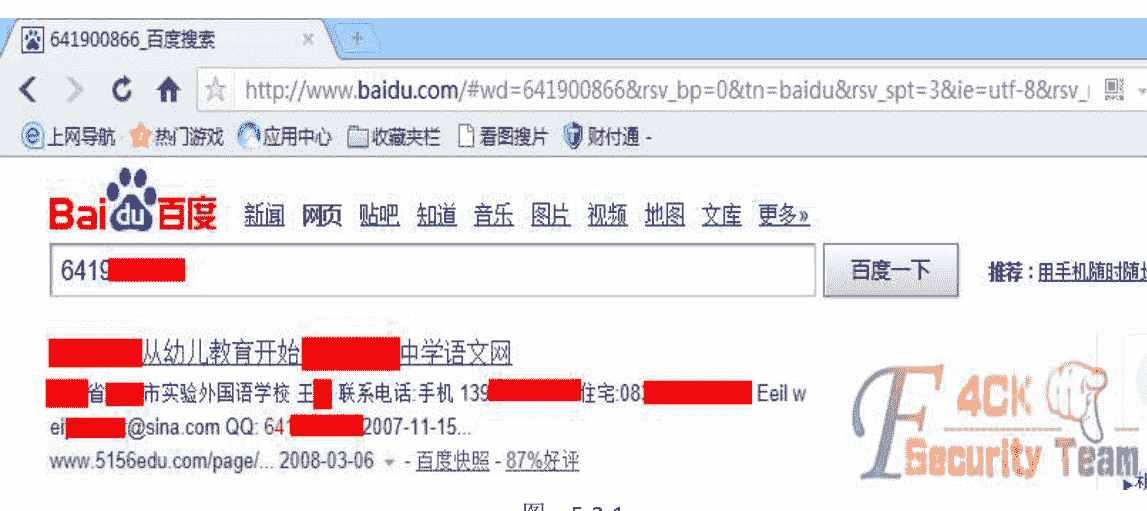 641900866_百度搜索
http://www.baidu.com/#wd=641900866&rsv_bp=0&tn=baidu&rsv_spt=3&ie=utf-8&rsv_
上网导航 热门游戏 应用中心 收藏夹栏 看图搜片 财付通
Bai du 百度 新闻 网页 贴吧 知道 音乐 图片 视频 地图 文库 更多»
6419 百度一下 推荐:用手机随时随
从幼儿教育开始 中学语文网
省 市实验外国语学校 王 联系电话:手机 139 住宅:08 Eeil w
ei @sina.com QQ: 641 2007-11-15...
www.5156edu.com/page/... 2008-03-06 - 百度快照 - 87%好评
F4CK
Security Team
图 5-2-1